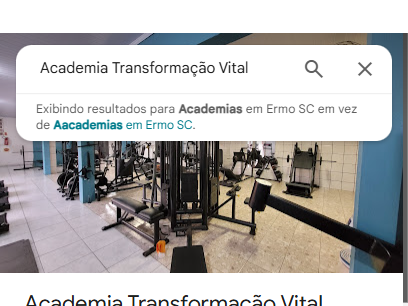 Academia Transformação Vital
Exibindo resultados para Academias em Ermo SC em vez
de Aacademias em Ermo SC.
Academia Transformação Vital